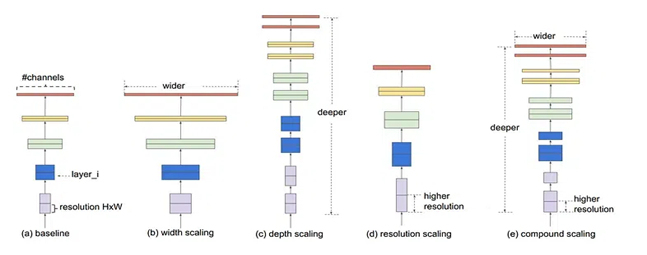 #channels
layer_i
resolution HxW
(a) baseline
wider
(b) width scaling
deeper
(c) depth scaling
higher
resolution
(d) resolution scaling
wider
deeper
higher
resolution
(e) compound scaling